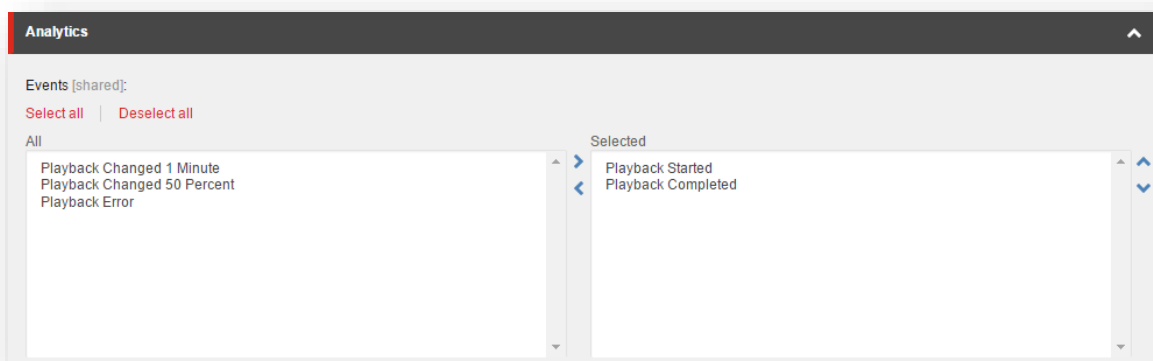 Analytics
Events [shared]:
Select all | Deselect all
All
Playback Changed 1 Minute
Playback Changed 50 Percent
Playback Error
Selected
Playback Started
Playback Completed